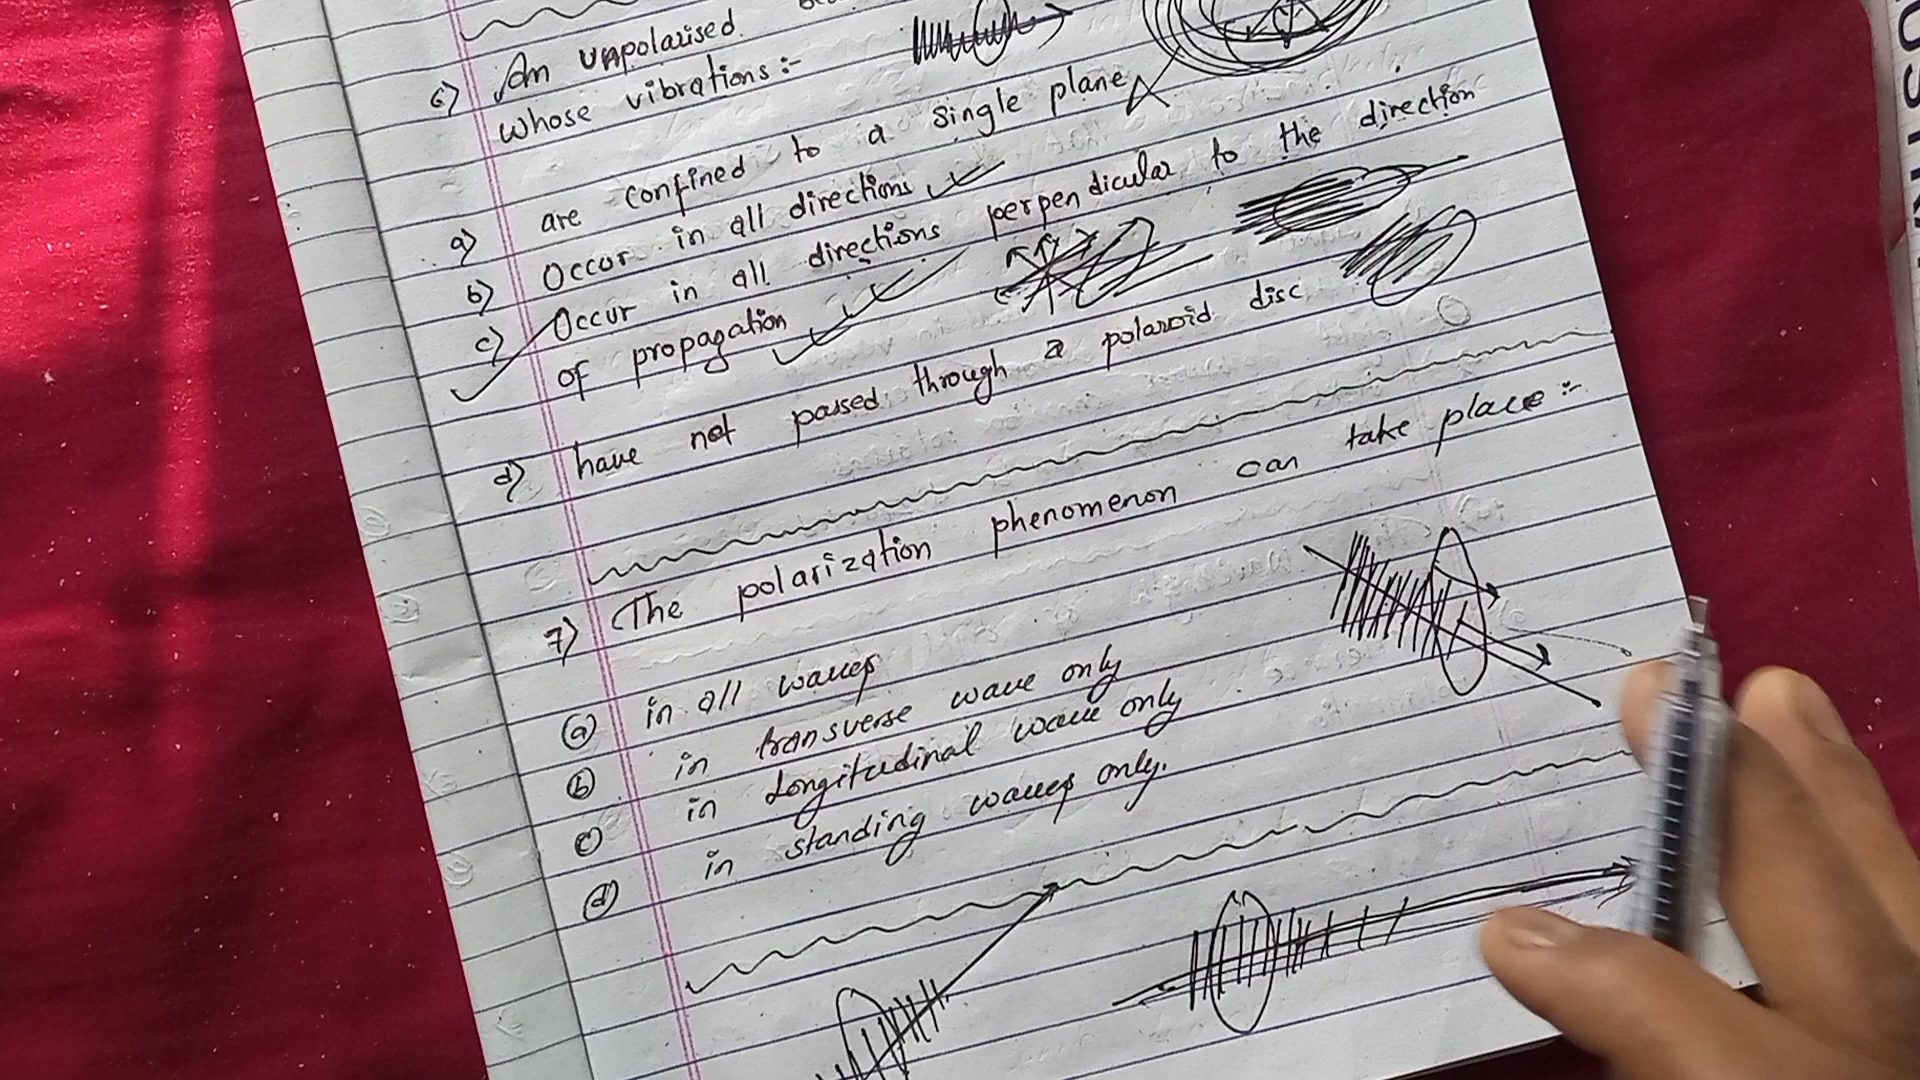 6) An unpolarised
whose vibrations :-
a) are confined to a single plane
b) Occur in all directions
c) Occur in all directions perpendicular to the direction
of propagation
d) have not passed through a polaroid disc
7) The polarization phenomenon can take place :-
(a) in all waves
(b) in transverse wave only
(c) in longitudinal wave only
(d) in standing waves only.